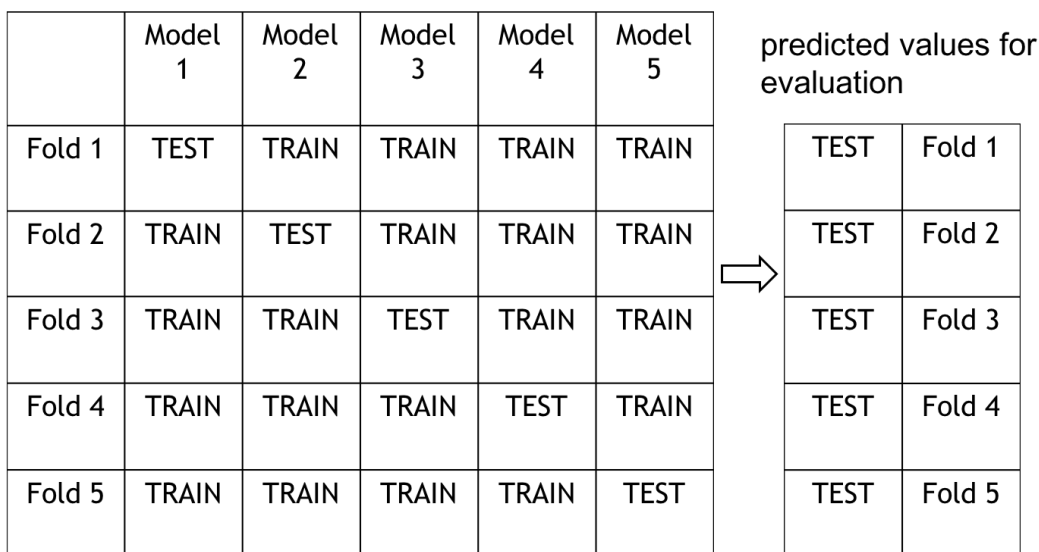 Model 1 Model 2 Model 3 Model 4 Model 5
predicted values for
evaluation
Fold 1 TEST TRAIN TRAIN TRAIN TRAIN
Fold 2 TRAIN TEST TRAIN TRAIN TRAIN
Fold 3 TRAIN TRAIN TEST TRAIN TRAIN
Fold 4 TRAIN TRAIN TRAIN TEST TRAIN
Fold 5 TRAIN TRAIN TRAIN TRAIN TEST
TEST Fold 1
TEST Fold 2
TEST Fold 3
TEST Fold 4
TEST Fold 5